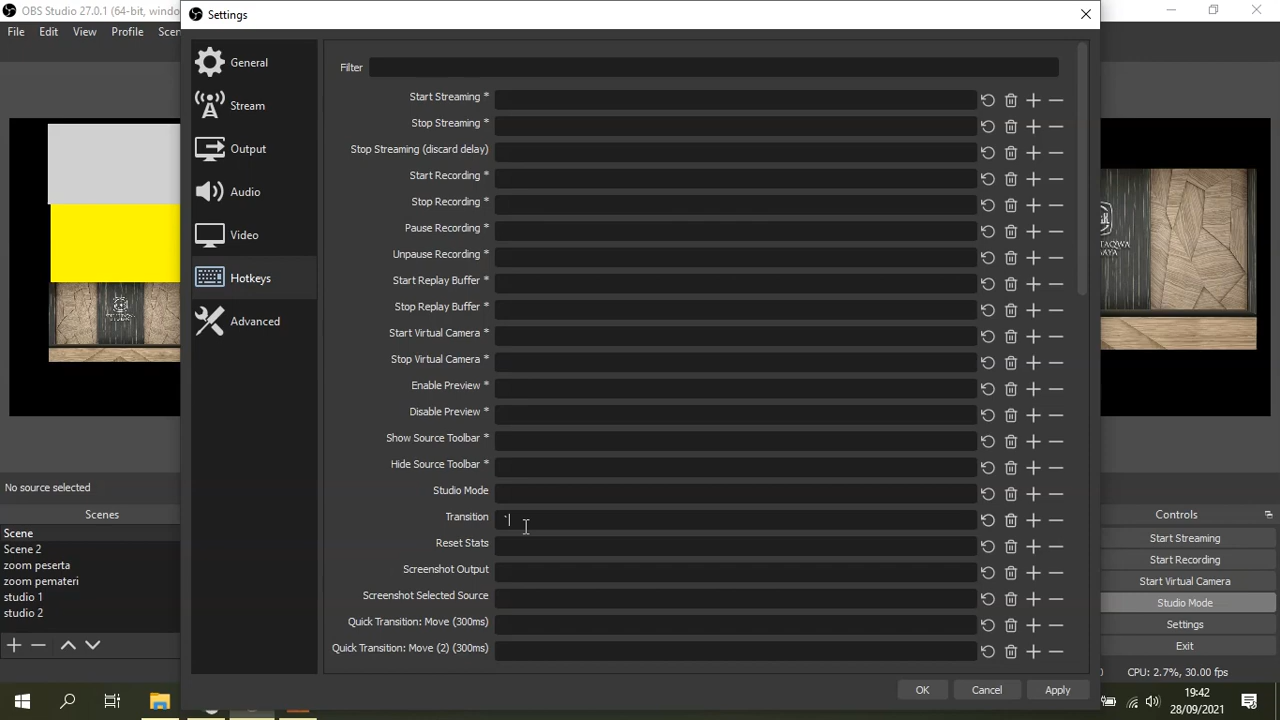 OBS Studio 27.0.1 (64-bit, windo
Settings
File Edit View Profile Scen
General
Stream
Output
Audio
Video
Hotkeys
Advanced
Filter
Start Streaming *
Stop Streaming *
Stop Streaming (discard delay)
Start Recording *
Stop Recording *
Pause Recording *
Unpause Recording *
Start Replay Buffer *
Stop Replay Buffer *
Start Virtual Camera *
Stop Virtual Camera *
Enable Preview *
Disable Preview *
Show Source Toolbar *
Hide Source Toolbar *
Studio Mode
Transition `
Reset Stats
Screenshot Output
Screenshot Selected Source
Quick Transition: Move (300ms)
Quick Transition: Move (2) (300ms)
OK Cancel Apply
No source selected
Scenes
Scene
Scene 2
zoom peserta
zoom pemateri
studio 1
studio 2
Controls
Start Streaming
Start Recording
Start Virtual Camera
Studio Mode
Settings
Exit
CPU: 2.7%, 30.00 fps
19:42
28/09/2021